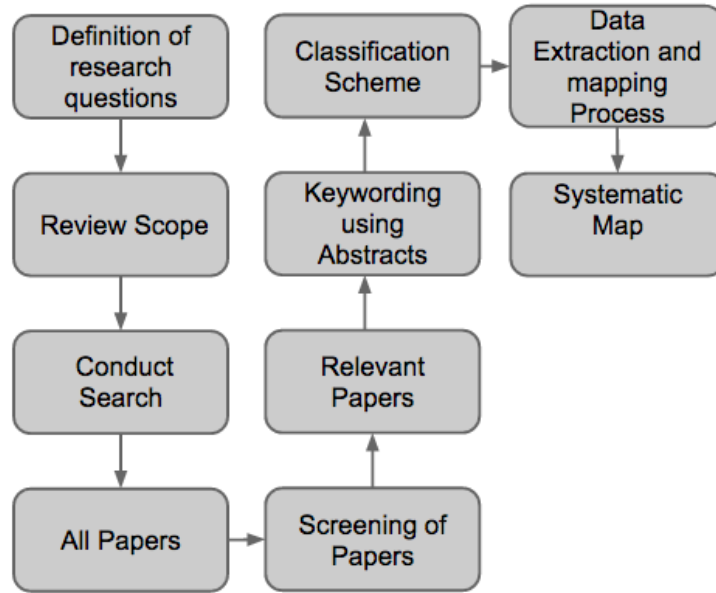 Definition of
research
questions
Review Scope
Conduct
Search
All Papers
Screening of
Papers
Relevant
Papers
Keywording
using
Abstracts
Classification
Scheme
Data
Extraction and
mapping
Process
Systematic
Map